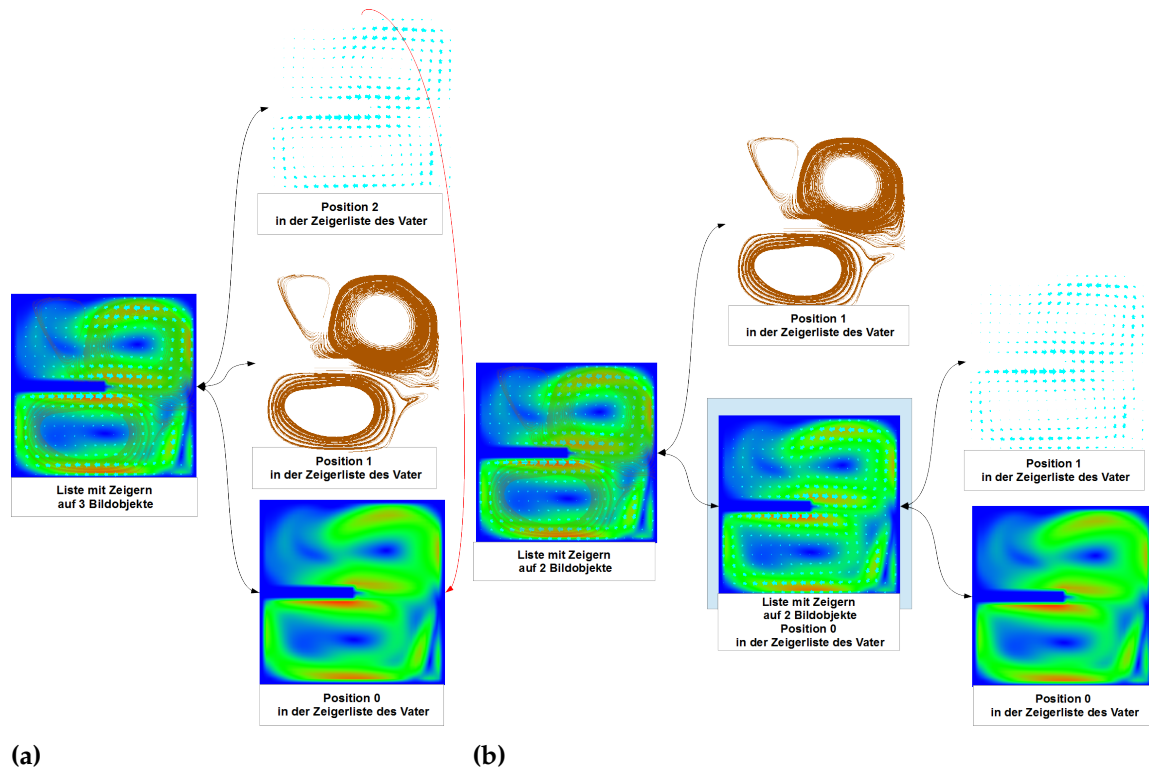 Position 2
in der Zeigerliste des Vater
Position 1
in der Zeigerliste des Vater
Liste mit Zeigern
auf 3 Bildobjekte
Position 0
in der Zeigerliste des Vater
(a)
Position 1
in der Zeigerliste des Vater
Liste mit Zeigern
auf 2 Bildobjekte
Liste mit Zeigern
auf 2 Bildobjekte
Position 0
in der Zeigerliste des Vater
Position 1
in der Zeigerliste des Vater
Position 0
in der Zeigerliste des Vater
(b)